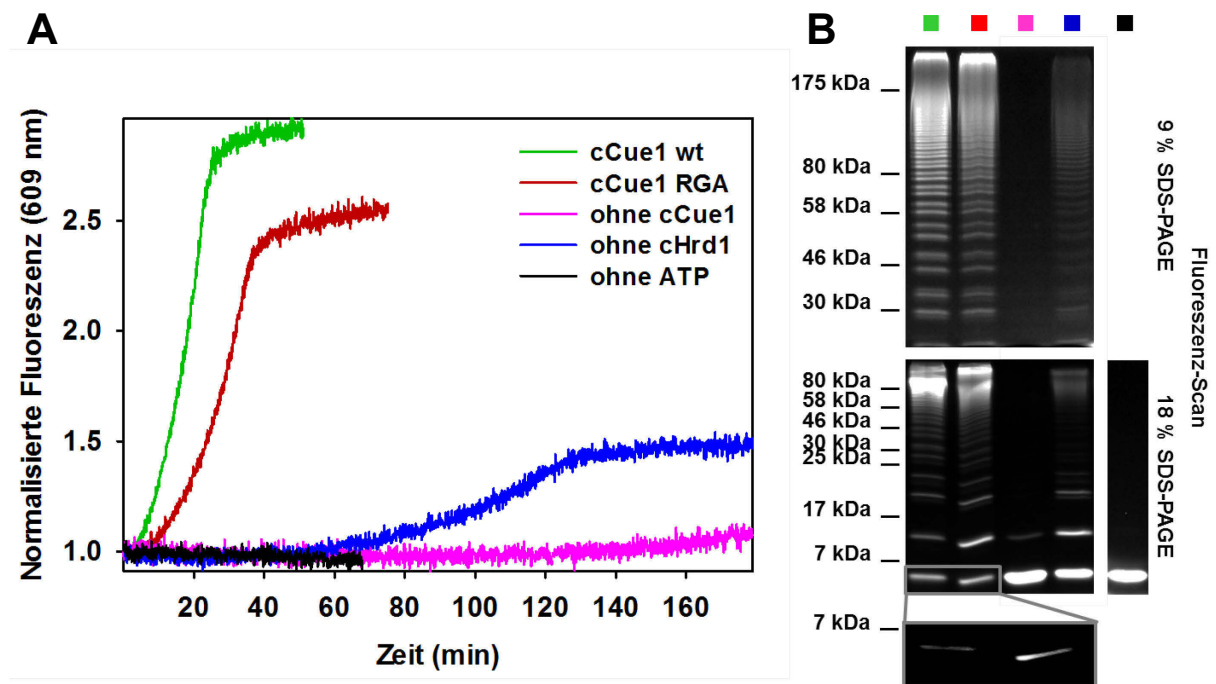 A
Normalisierte Fluoreszenz (609 nm)
2.5
2.0
1.5
1.0
cCue1 wt
cCue1 RGA
ohne cCue1
ohne cHrd1
ohne ATP
20
40
60
80
100
120
140
160
Zeit (min)
B
175 kDa
80 kDa
58 kDa
46 kDa
30 kDa
80 kDa
58 kDa
46 kDa
30 kDa
25 kDa
17 kDa
7 kDa
7 kDa
9 % SDS-PAGE
18 % SDS-PAGE
Fluoreszenz-Scan